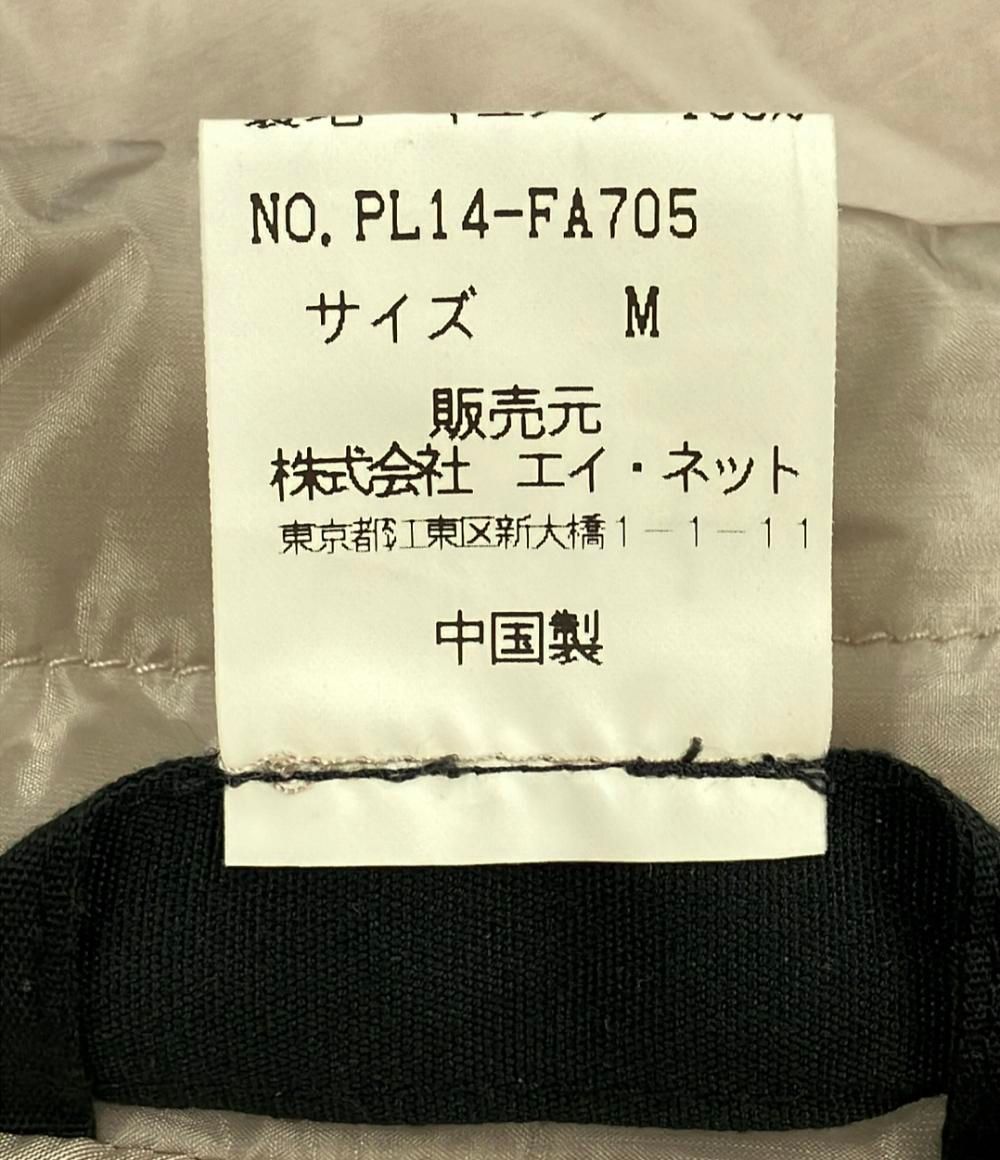 NO. PL14-FA705
サイズ M
販売元
株式会社 エイ・ネット
東京都江東区新大橋1-1-11
中国製